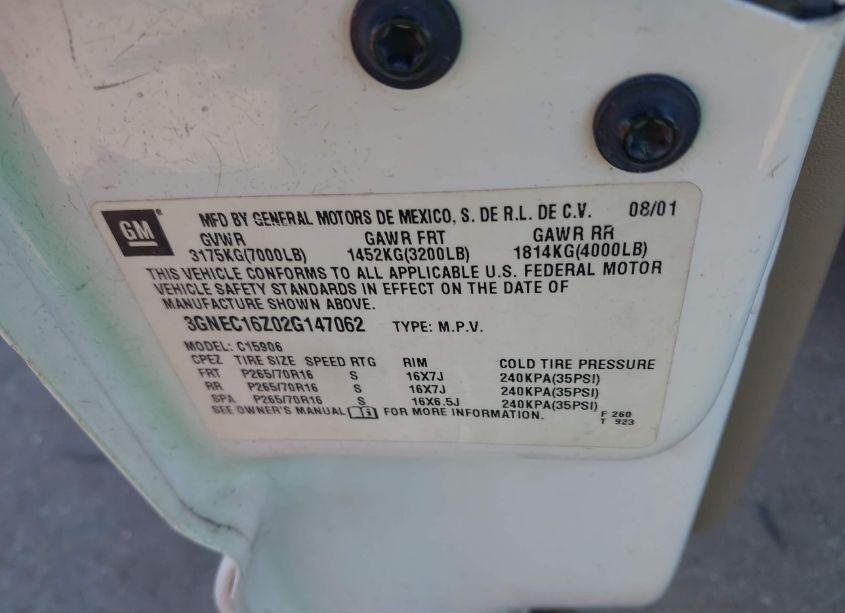 GM
MFD BY GENERAL MOTORS DE MEXICO, S. DE R.L. DE C.V. 08/01
GVWR GAWR FRT GAWR RR
3175KG(7000LB) 1452KG(3200LB) 1814KG(4000LB)
THIS VEHICLE CONFORMS TO ALL APPLICABLE U.S. FEDERAL MOTOR
VEHICLE SAFETY STANDARDS IN EFFECT ON THE DATE OF
MANUFACTURE SHOWN ABOVE.
3GNEC16Z02G147062 TYPE: M.P.V.
MODEL: C15906
CPEZ TIRE SIZE SPEED RTG RIM COLD TIRE PRESSURE
FRT P265/70R16 S 16X7J 240KPA(35PSI)
RR P265/70R16 S 16X7J 240KPA(35PSI)
SPA P265/70R16 S 16X6.5J 240KPA(35PSI)
SEE OWNER'S MANUAL FOR MORE INFORMATION. F 260
T 923